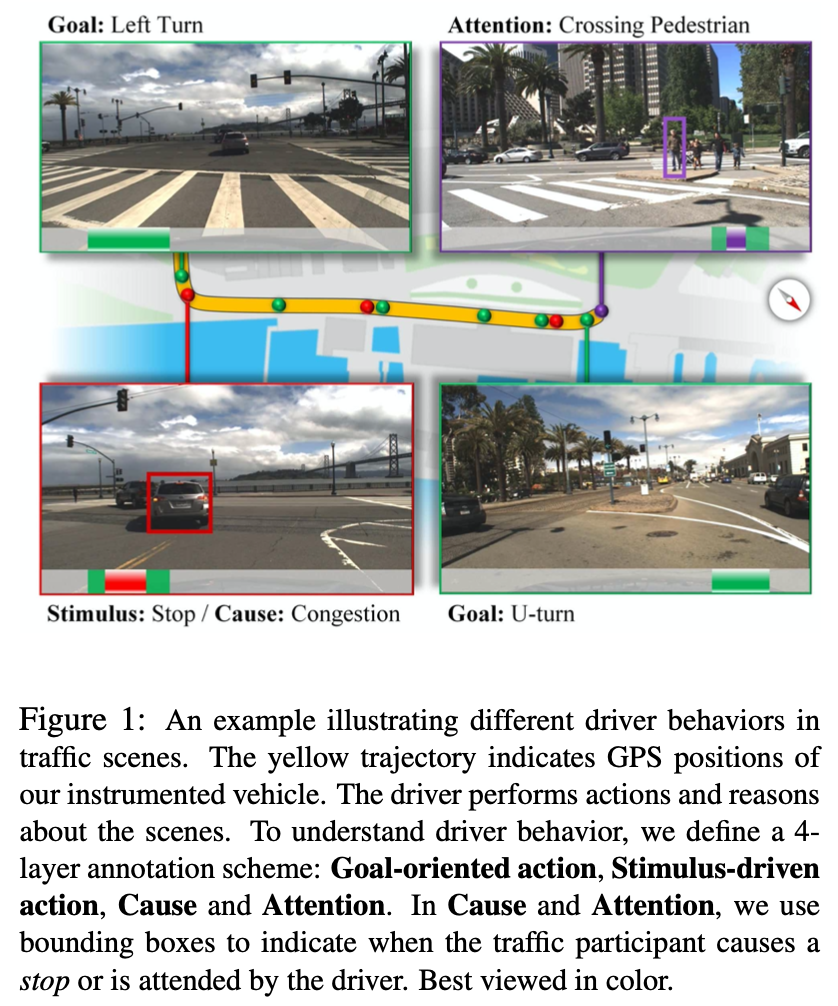 Goal: Left Turn
Attention: Crossing Pedestrian
Stimulus: Stop / Cause: Congestion
Goal: U-turn
Figure 1: An example illustrating different driver behaviors in
traffic scenes. The yellow trajectory indicates GPS positions of
our instrumented vehicle. The driver performs actions and reasons
about the scenes. To understand driver behavior, we define a 4-
layer annotation scheme: Goal-oriented action, Stimulus-driven
action, Cause and Attention. In Cause and Attention, we use
bounding boxes to indicate when the traffic participant causes a
stop or is attended by the driver. Best viewed in color.